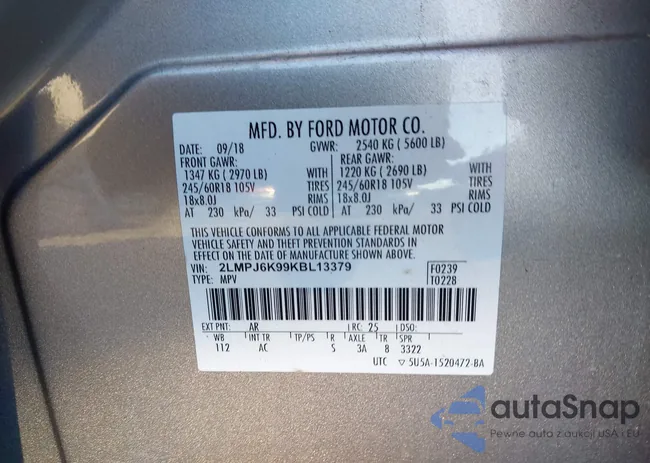 MFD. BY FORD MOTOR CO.
DATE: 09/18 GVWR: 2540 KG ( 5600 LB)
FRONT GAWR: REAR GAWR:
1347 KG ( 2970 LB) WITH 1220 KG ( 2690 LB) WITH
245/60R18 105V TIRES 245/60R18 105V TIRES
18x8.0J RIMS 18x8.0J RIMS
AT 230 kPa/ 33 PSI COLD AT 230 kPa/ 33 PSI COLD
THIS VEHICLE CONFORMS TO ALL APPLICABLE FEDERAL MOTOR
VEHICLE SAFETY AND THEFT PREVENTION STANDARDS IN
EFFECT ON THE DATE OF MANUFACTURE SHOWN ABOVE.
VIN: 2LMPJ6K99KBL13379 F0239
TYPE: MPV T0228
EXT PNT: AR RC: 25 DSO:
WB INT TR TP/PS R AXLE TR SPR
112 AC S 3A 8 3322
UTC ▽ 5U5A-1520472-BA
autaSnap
Pewne auta z aukcji USA i EU